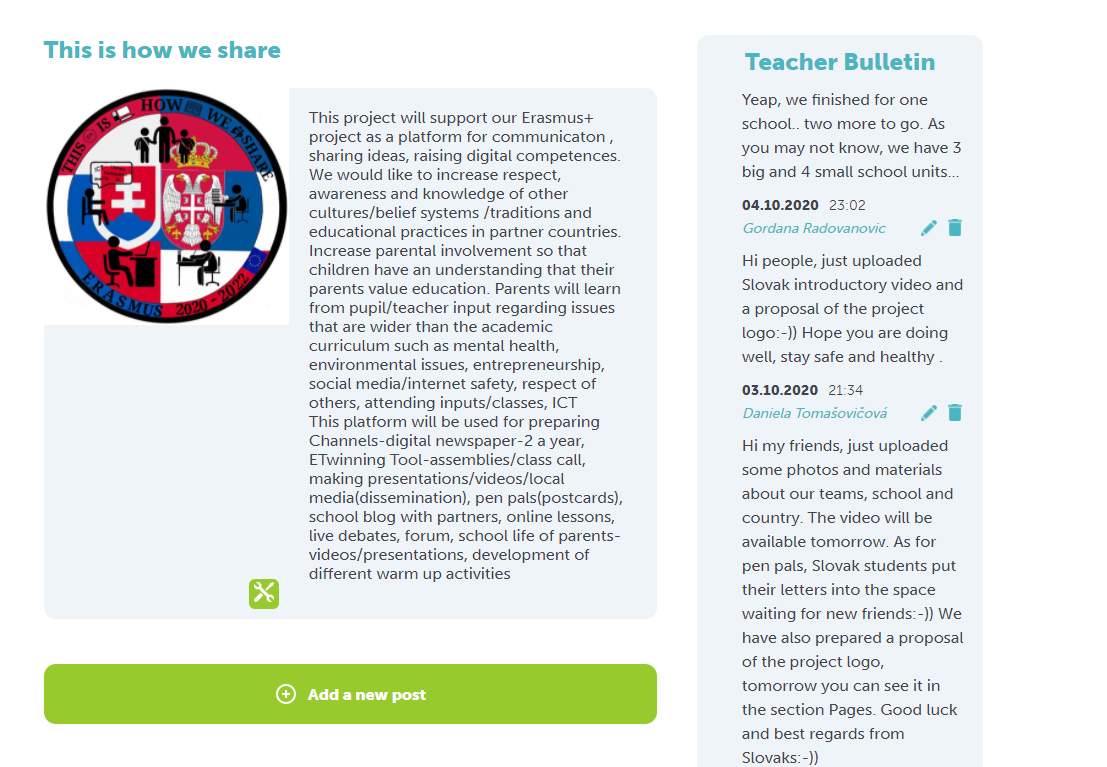 This is how we share
THIS IS HOW WE SHARE
ERASMUS 2020 - 2022
This project will support our Erasmus+
project as a platform for communicaton ,
sharing ideas, raising digital competences.
We would like to increase respect,
awareness and knowledge of other
cultures/belief systems /traditions and
educational practices in partner countries.
Increase parental involvement so that
children have an understanding that their
parents value education. Parents will learn
from pupil/teacher input regarding issues
that are wider than the academic
curriculum such as mental health,
environmental issues, entrepreneurship,
social media/internet safety, respect of
others, attending inputs/classes, ICT
This platform will be used for preparing
Channels-digital newspaper-2 a year,
ETwinning Tool-assemblies/class call,
making presentations/videos/local
media(dissemination), pen pals(postcards),
school blog with partners, online lessons,
live debates, forum, school life of parents-
videos/presentations, development of
different warm up activities
Add a new post
Teacher Bulletin
Yeap, we finished for one
school.. two more to go. As
you may not know, we have 3
big and 4 small school units...
04.10.2020 23:02
Gordana Radovanovic
Hi people, just uploaded
Slovak introductory video and
a proposal of the project
logo:-)) Hope you are doing
well, stay safe and healthy .
03.10.2020 21:34
Daniela Tomašovičová
Hi my friends, just uploaded
some photos and materials
about our teams, school and
country. The video will be
available tomorrow. As for
pen pals, Slovak students put
their letters into the space
waiting for new friends:-)) We
have also prepared a proposal
of the project logo,
tomorrow you can see it in
the section Pages. Good luck
and best regards from
Slovaks:-))